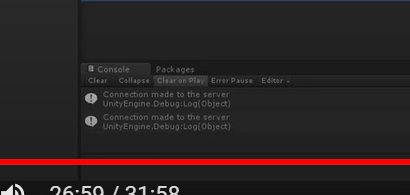 Console Packages
Clear Collapse Clear on Play Error Pause Editor
Connection made to the server
UnityEngine.Debug:Log(Object)
Connection made to the server
UnityEngine.Debug:Log(Object)
26:59 / 31:58